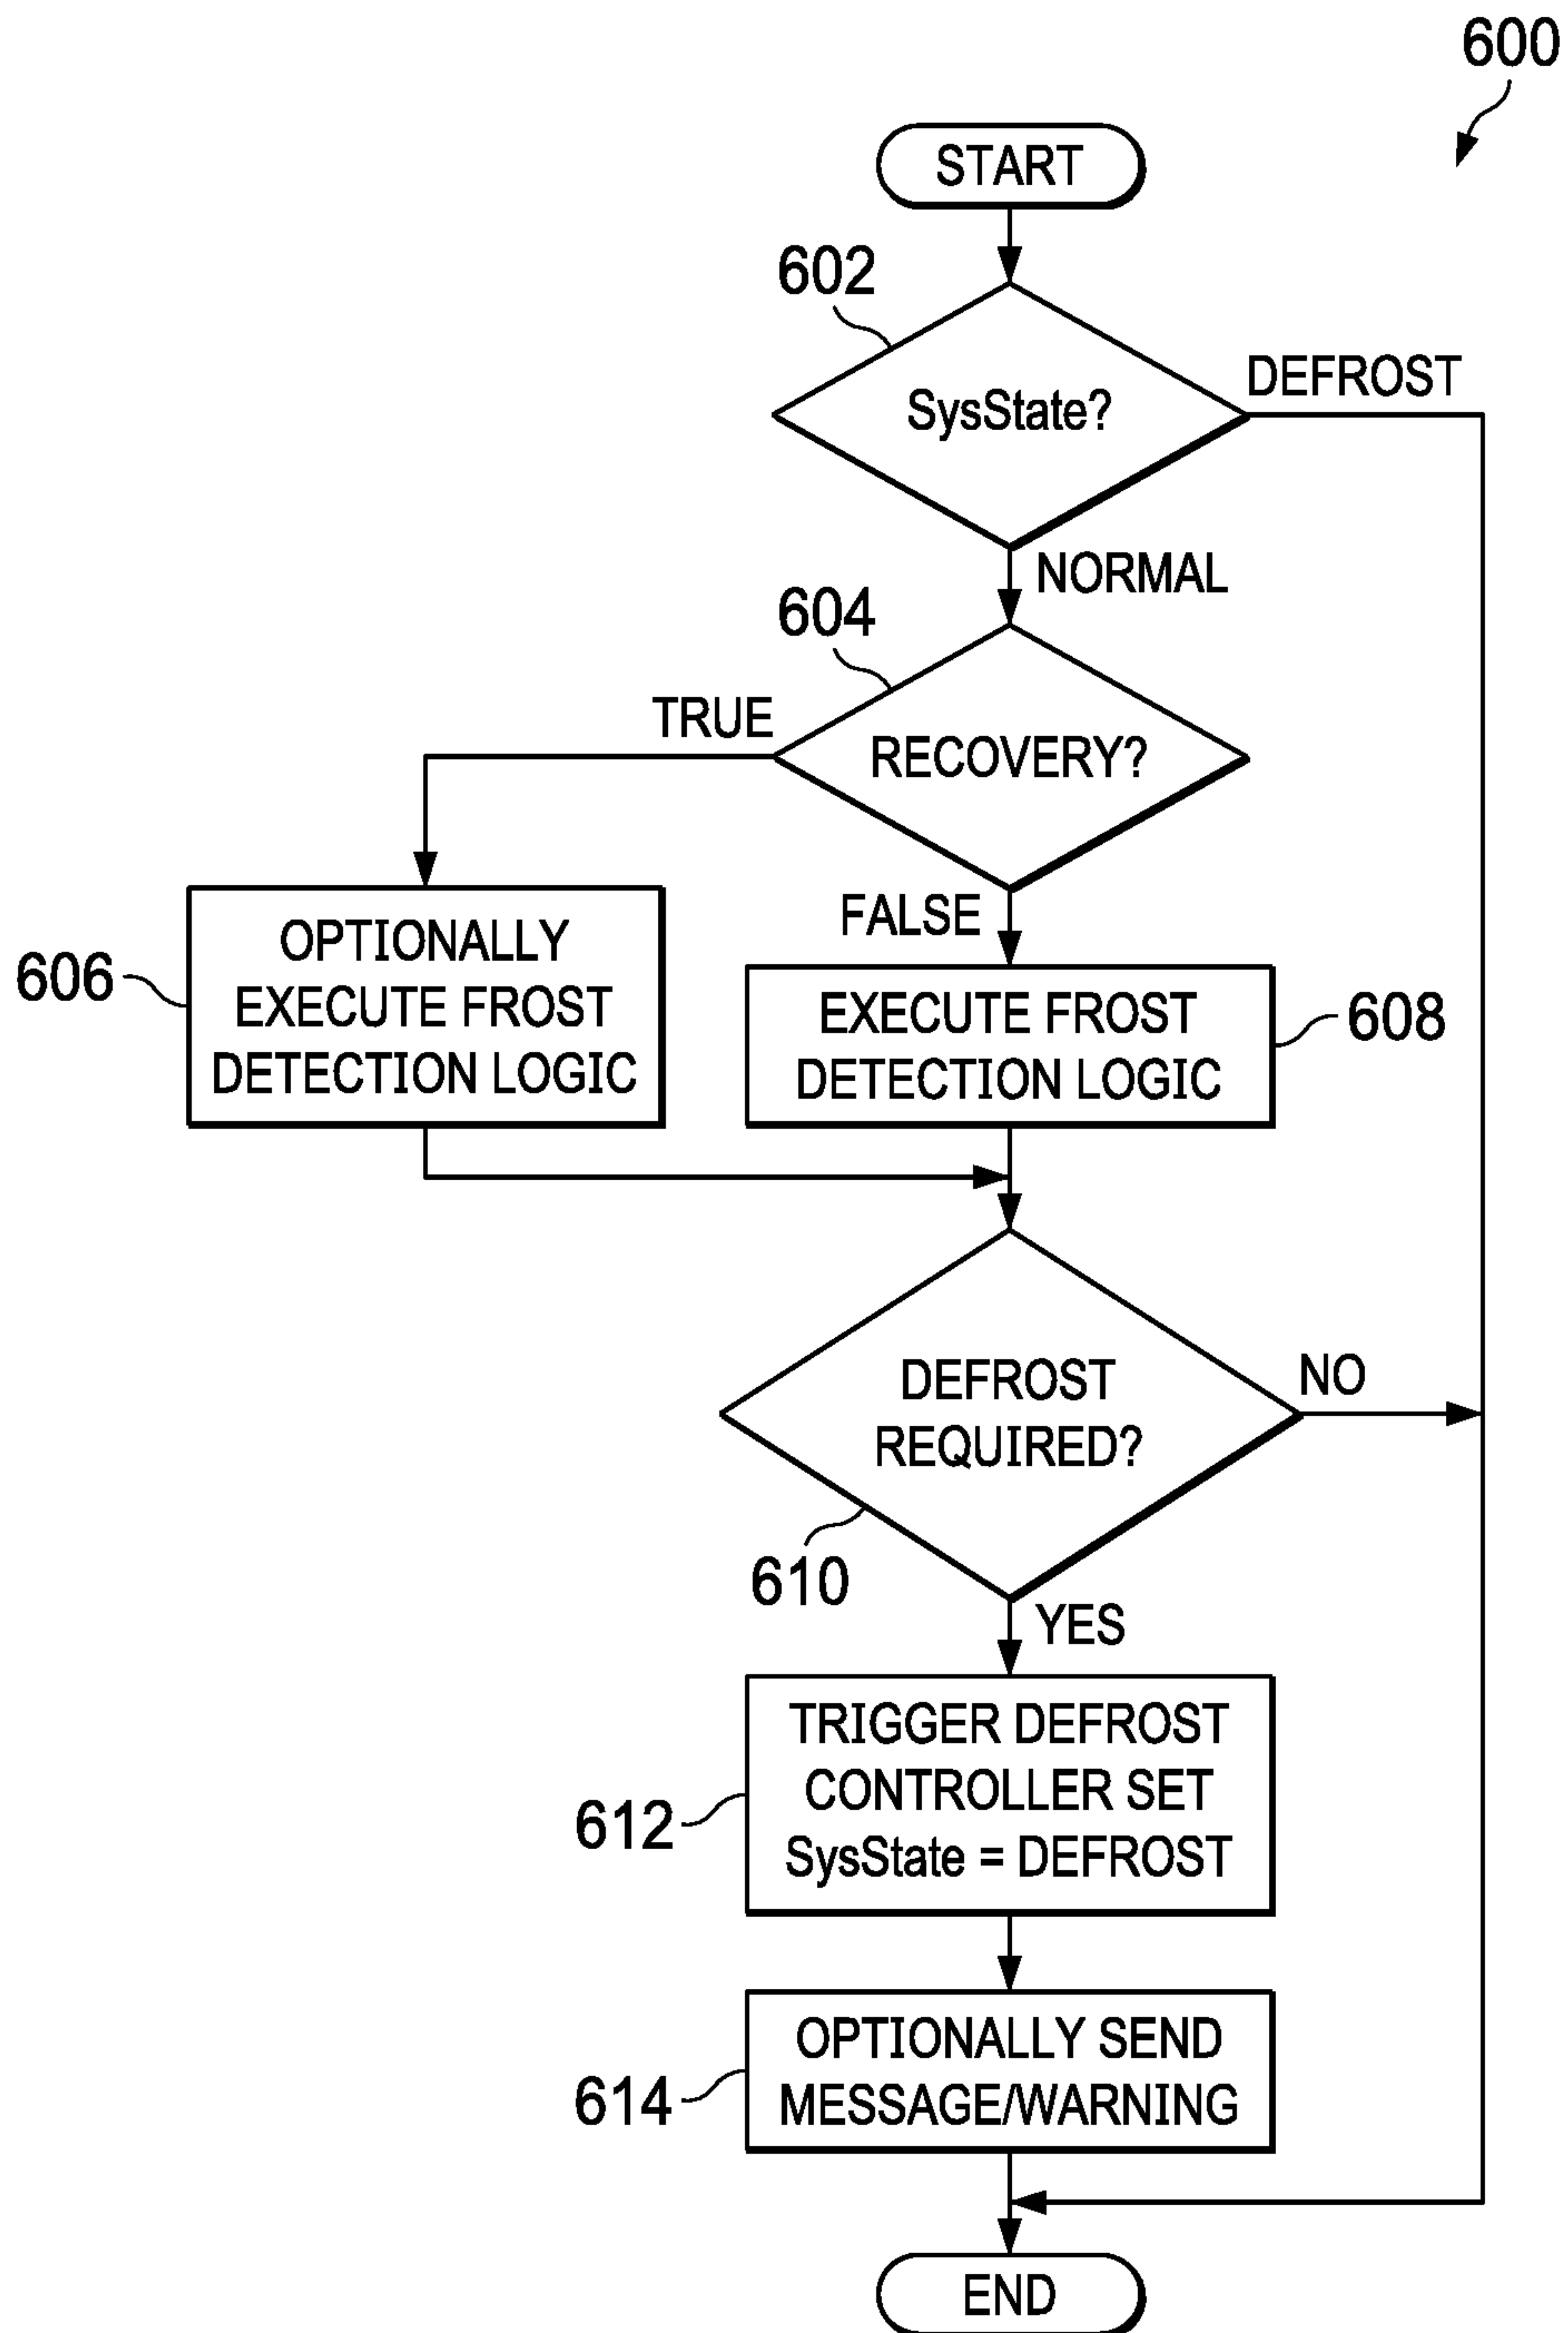 600
START
602
SysState?
DEFROST
NORMAL
604
RECOVERY?
TRUE
FALSE
606
OPTIONALLY
EXECUTE FROST
DETECTION LOGIC
EXECUTE FROST
DETECTION LOGIC
608
DEFROST
REQUIRED?
NO
610
YES
612
TRIGGER DEFROST
CONTROLLER SET
SysState = DEFROST
614
OPTIONALLY SEND
MESSAGE/WARNING
END